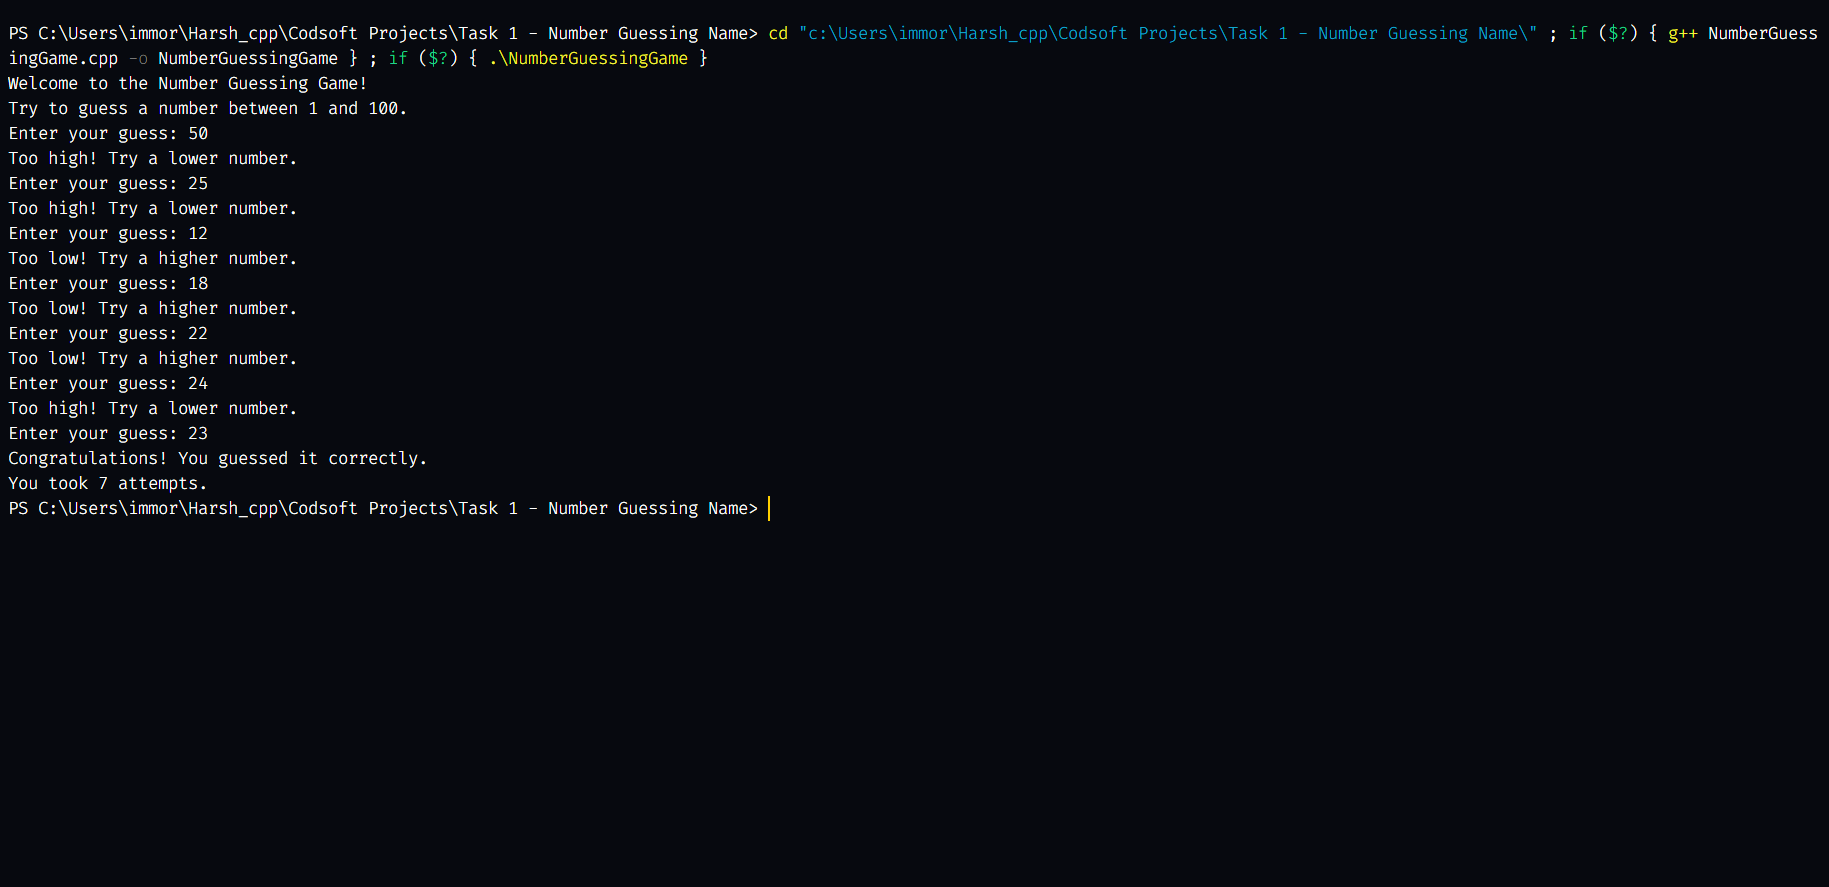 PS C:\Users\immor\Harsh_cpp\Codsoft Projects\Task 1 - Number Guessing Name> cd "c:\Users\immor\Harsh_cpp\Codsoft Projects\Task 1 - Number Guessing Name\" ; if ($?) { g++ NumberGuess
ingGame.cpp -o NumberGuessingGame } ; if ($?) { .\NumberGuessingGame }
Welcome to the Number Guessing Game!
Try to guess a number between 1 and 100.
Enter your guess: 50
Too high! Try a lower number.
Enter your guess: 25
Too high! Try a lower number.
Enter your guess: 12
Too low! Try a higher number.
Enter your guess: 18
Too low! Try a higher number.
Enter your guess: 22
Too low! Try a higher number.
Enter your guess: 24
Too high! Try a lower number.
Enter your guess: 23
Congratulations! You guessed it correctly.
You took 7 attempts.
PS C:\Users\immor\Harsh_cpp\Codsoft Projects\Task 1 - Number Guessing Name>